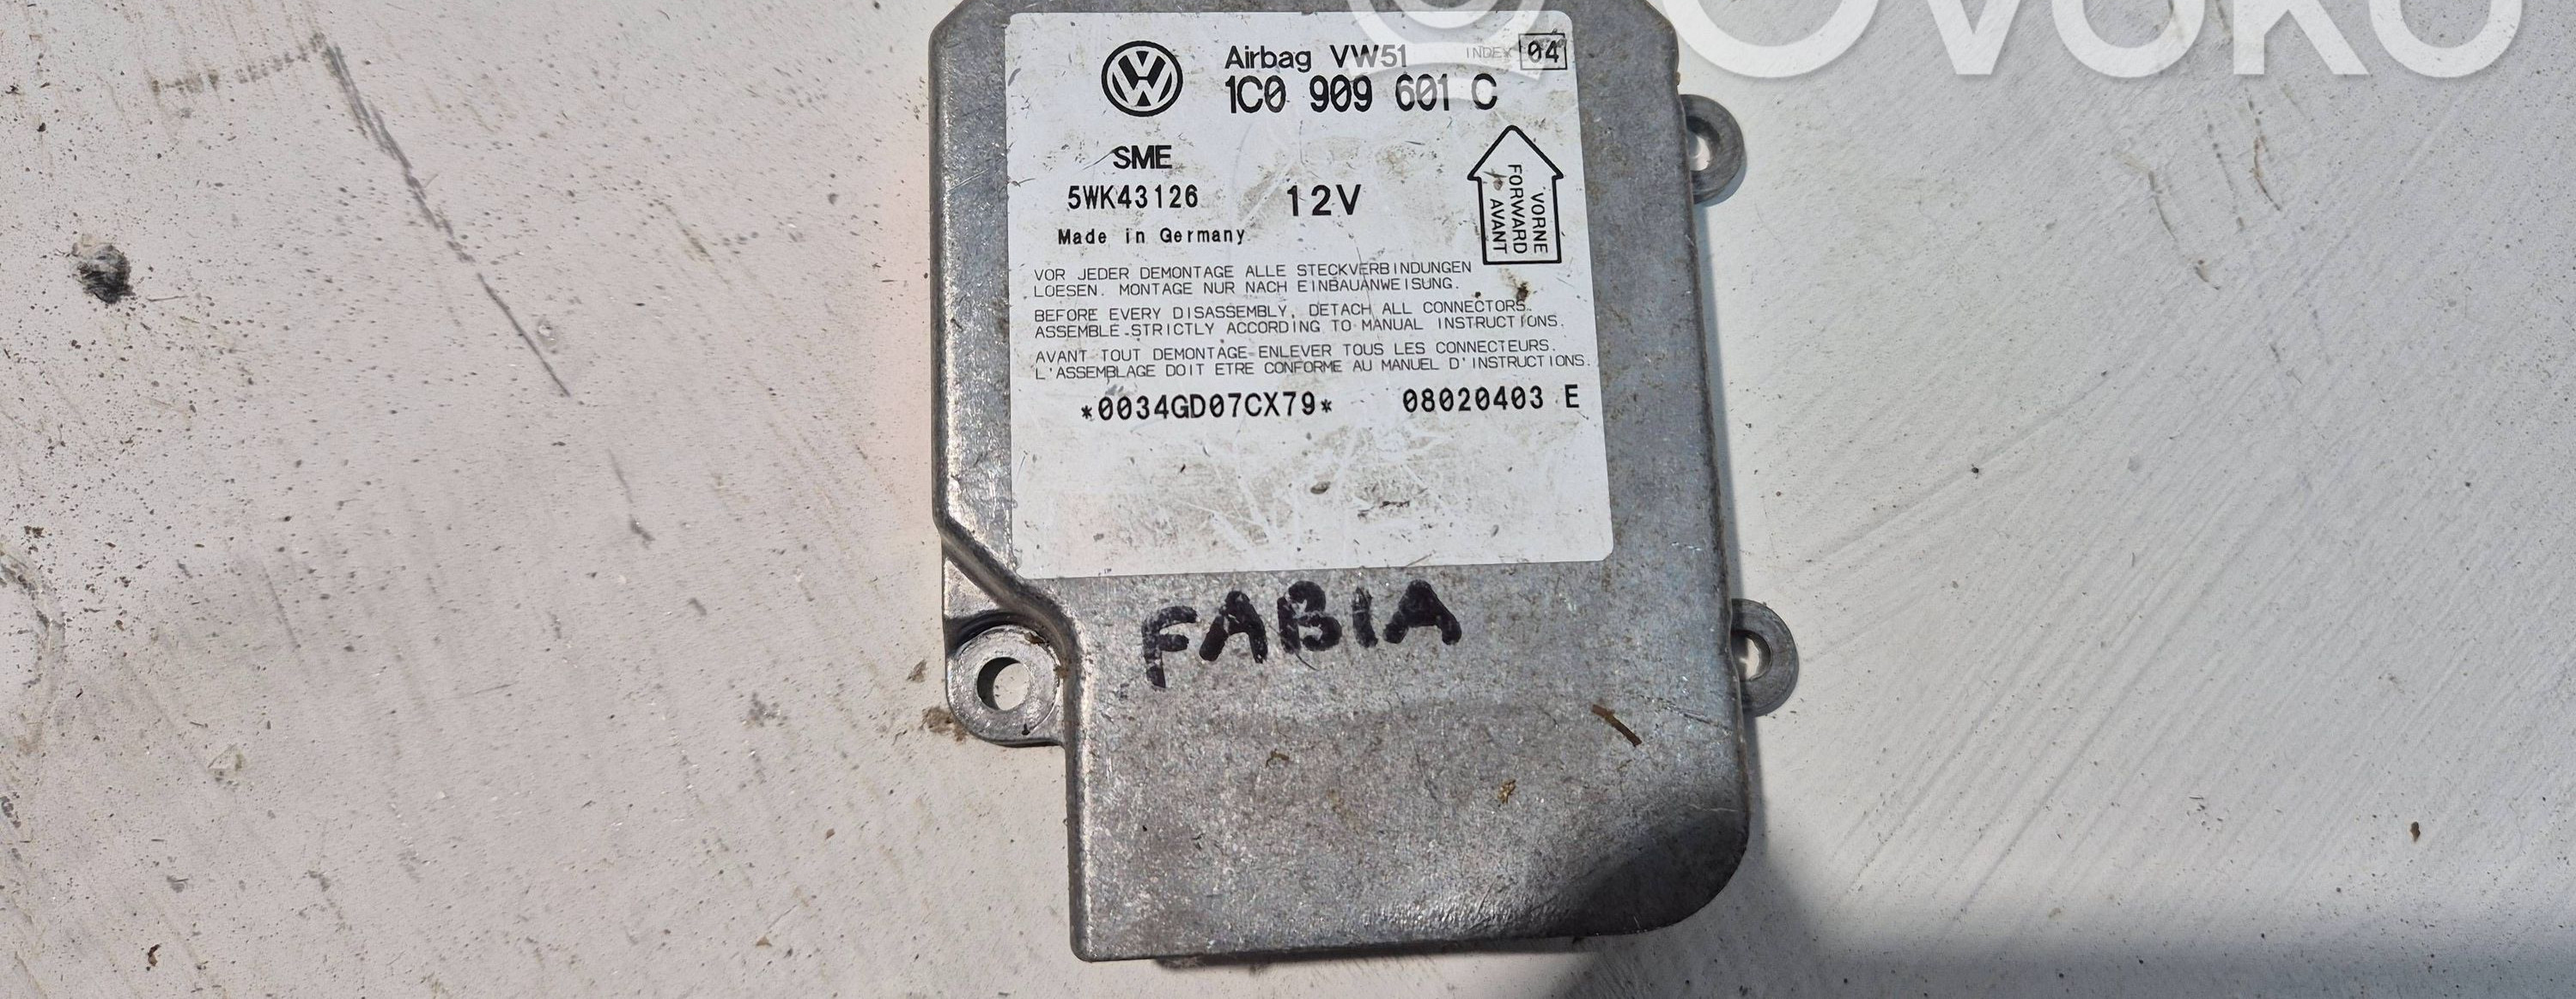 OVOKO
Airbag VW51 INDEX 04
1C0 909 601 C
SME
5WK43126 12V
Made in Germany
VORNE
FORWARD
AVANT
VOR JEDER DEMONTAGE ALLE STECKVERBINDUNGEN
LOESEN. MONTAGE NUR NACH EINBAUANWEISUNG.
BEFORE EVERY DISASSEMBLY, DETACH ALL CONNECTORS.
ASSEMBLE STRICTLY ACCORDING TO MANUAL INSTRUCTIONS.
AVANT TOUT DEMONTAGE ENLEVER TOUS LES CONNECTEURS.
L'ASSEMBLAGE DOIT ETRE CONFORME AU MANUEL D'INSTRUCTIONS.
*0034GD07CX79* 08020403 E
FABIA